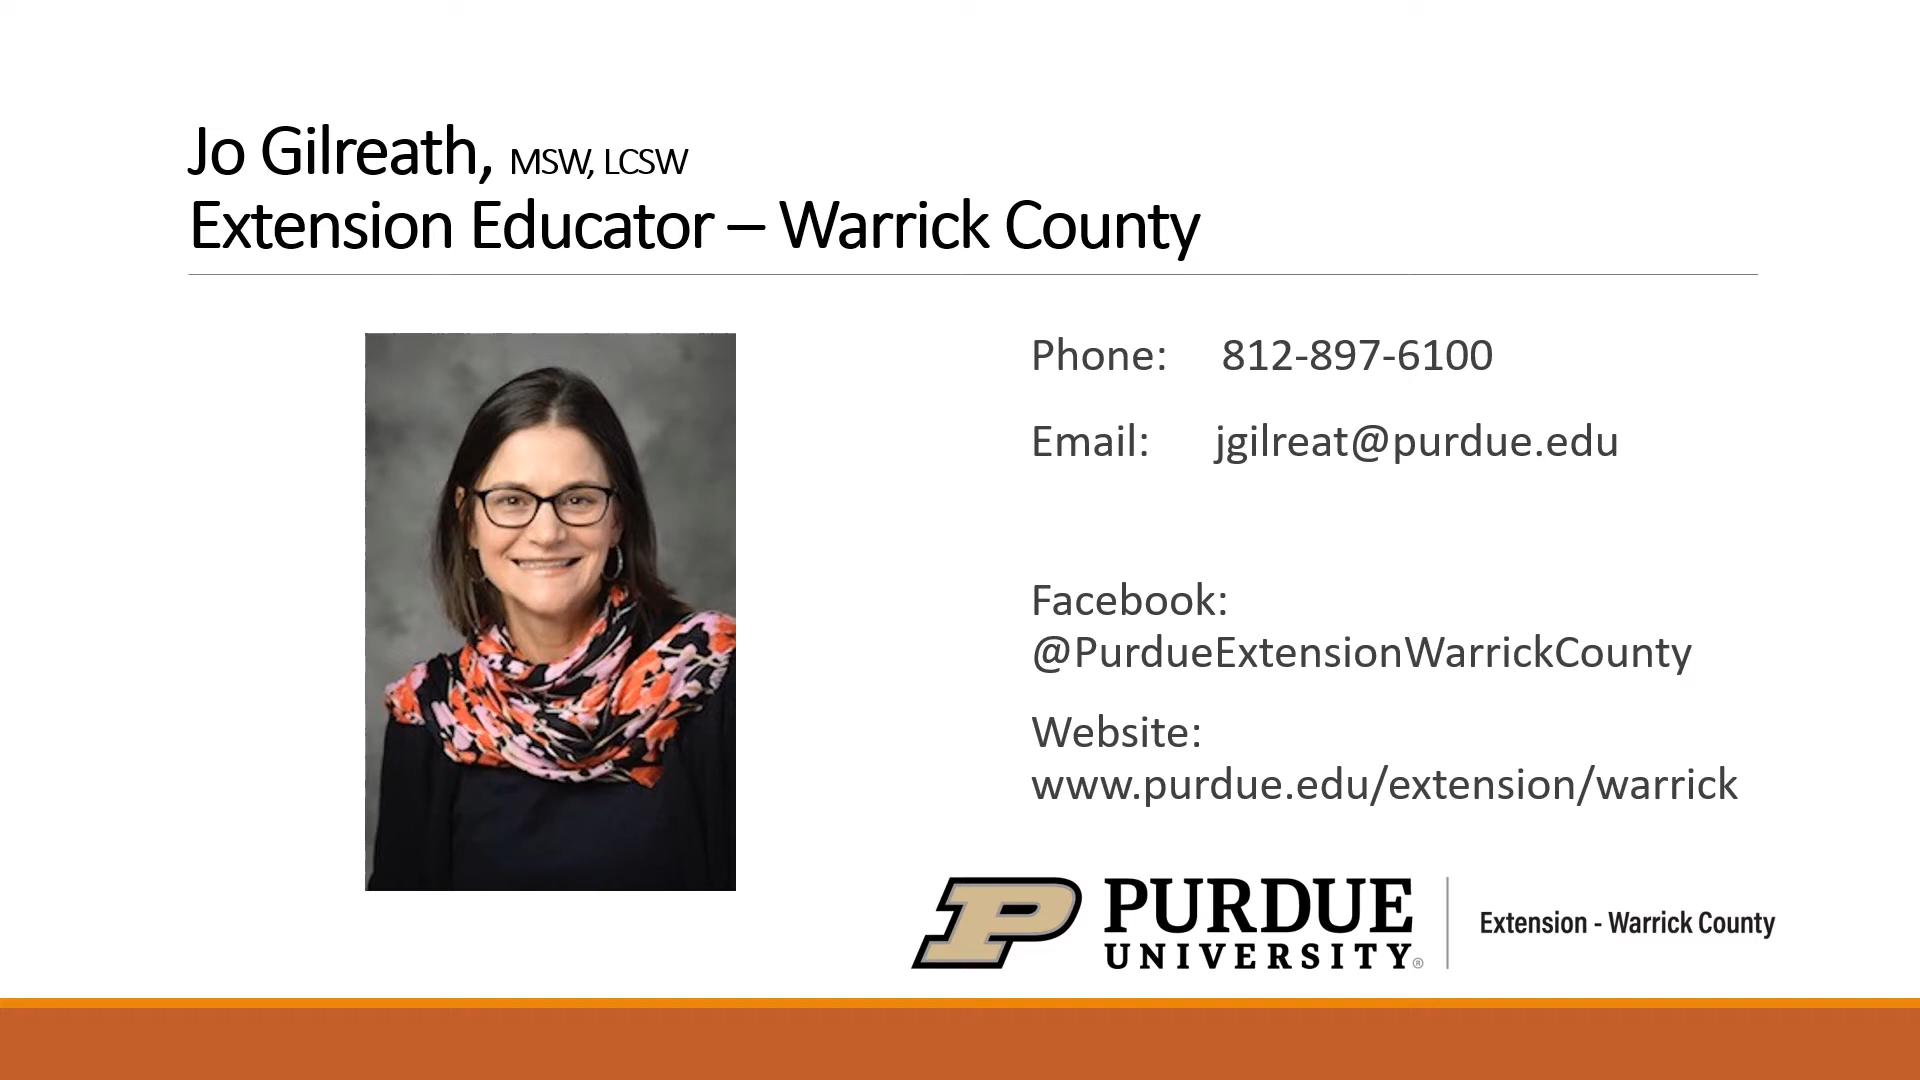 Jo Gilreath, MSW, LCSW
Extension Educator – Warrick County
Phone: 812-897-6100
Email: jgilreat@purdue.edu
Facebook:
@PurdueExtensionWarrickCounty
Website:
www.purdue.edu/extension/warrick
PURDUE
UNIVERSITY®
Extension - Warrick County